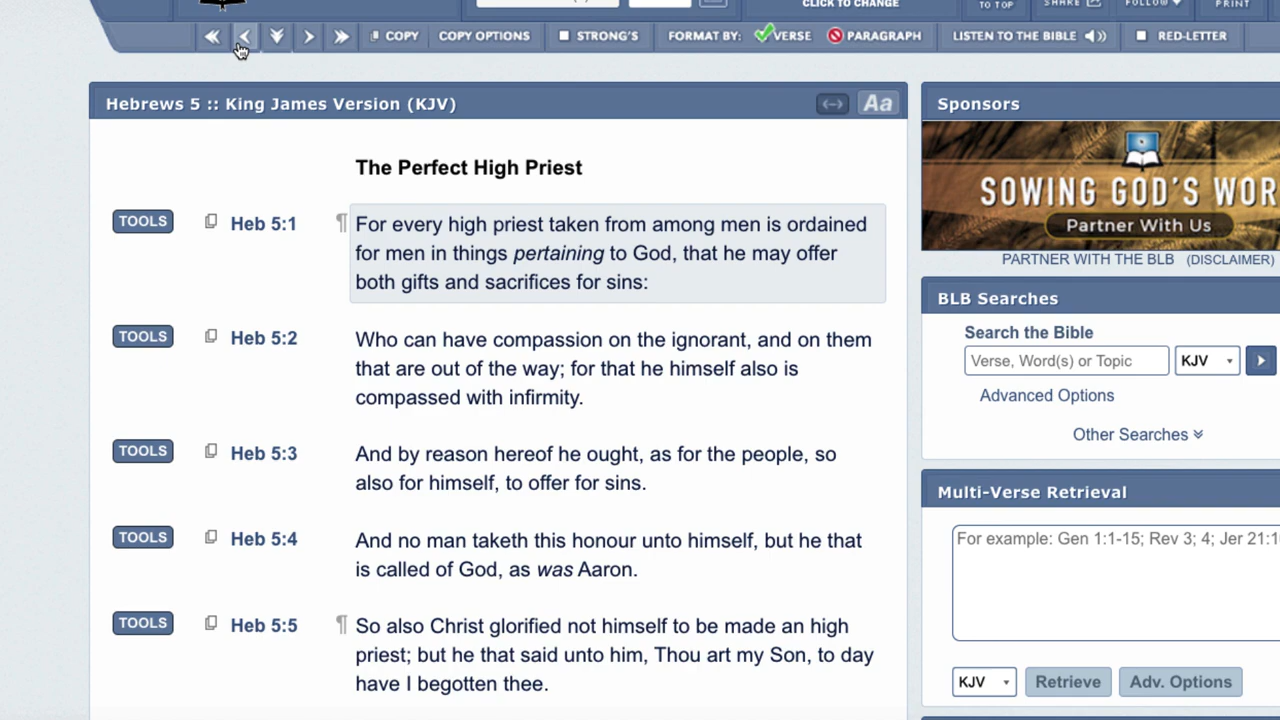 CLICK TO CHANGE
TO TOP
SHARE
FOLLOW
PRINT
COPY
COPY OPTIONS
STRONG'S
FORMAT BY:
VERSE
PARAGRAPH
LISTEN TO THE BIBLE
RED-LETTER
Hebrews 5 :: King James Version (KJV)
Aa
The Perfect High Priest
TOOLS
Heb 5:1
¶ For every high priest taken from among men is ordained
for men in things pertaining to God, that he may offer
both gifts and sacrifices for sins:
TOOLS
Heb 5:2
Who can have compassion on the ignorant, and on them
that are out of the way; for that he himself also is
compassed with infirmity.
TOOLS
Heb 5:3
And by reason hereof he ought, as for the people, so
also for himself, to offer for sins.
TOOLS
Heb 5:4
And no man taketh this honour unto himself, but he that
is called of God, as was Aaron.
TOOLS
Heb 5:5
¶ So also Christ glorified not himself to be made an high
priest; but he that said unto him, Thou art my Son, to day
have I begotten thee.
Sponsors
SOWING GOD'S WOR
Partner With Us
PARTNER WITH THE BLB (DISCLAIMER)
BLB Searches
Search the Bible
Verse, Word(s) or Topic
KJV
Advanced Options
Other Searches
Multi-Verse Retrieval
For example: Gen 1:1-15; Rev 3; 4; Jer 21:1
KJV
Retrieve
Adv. Options